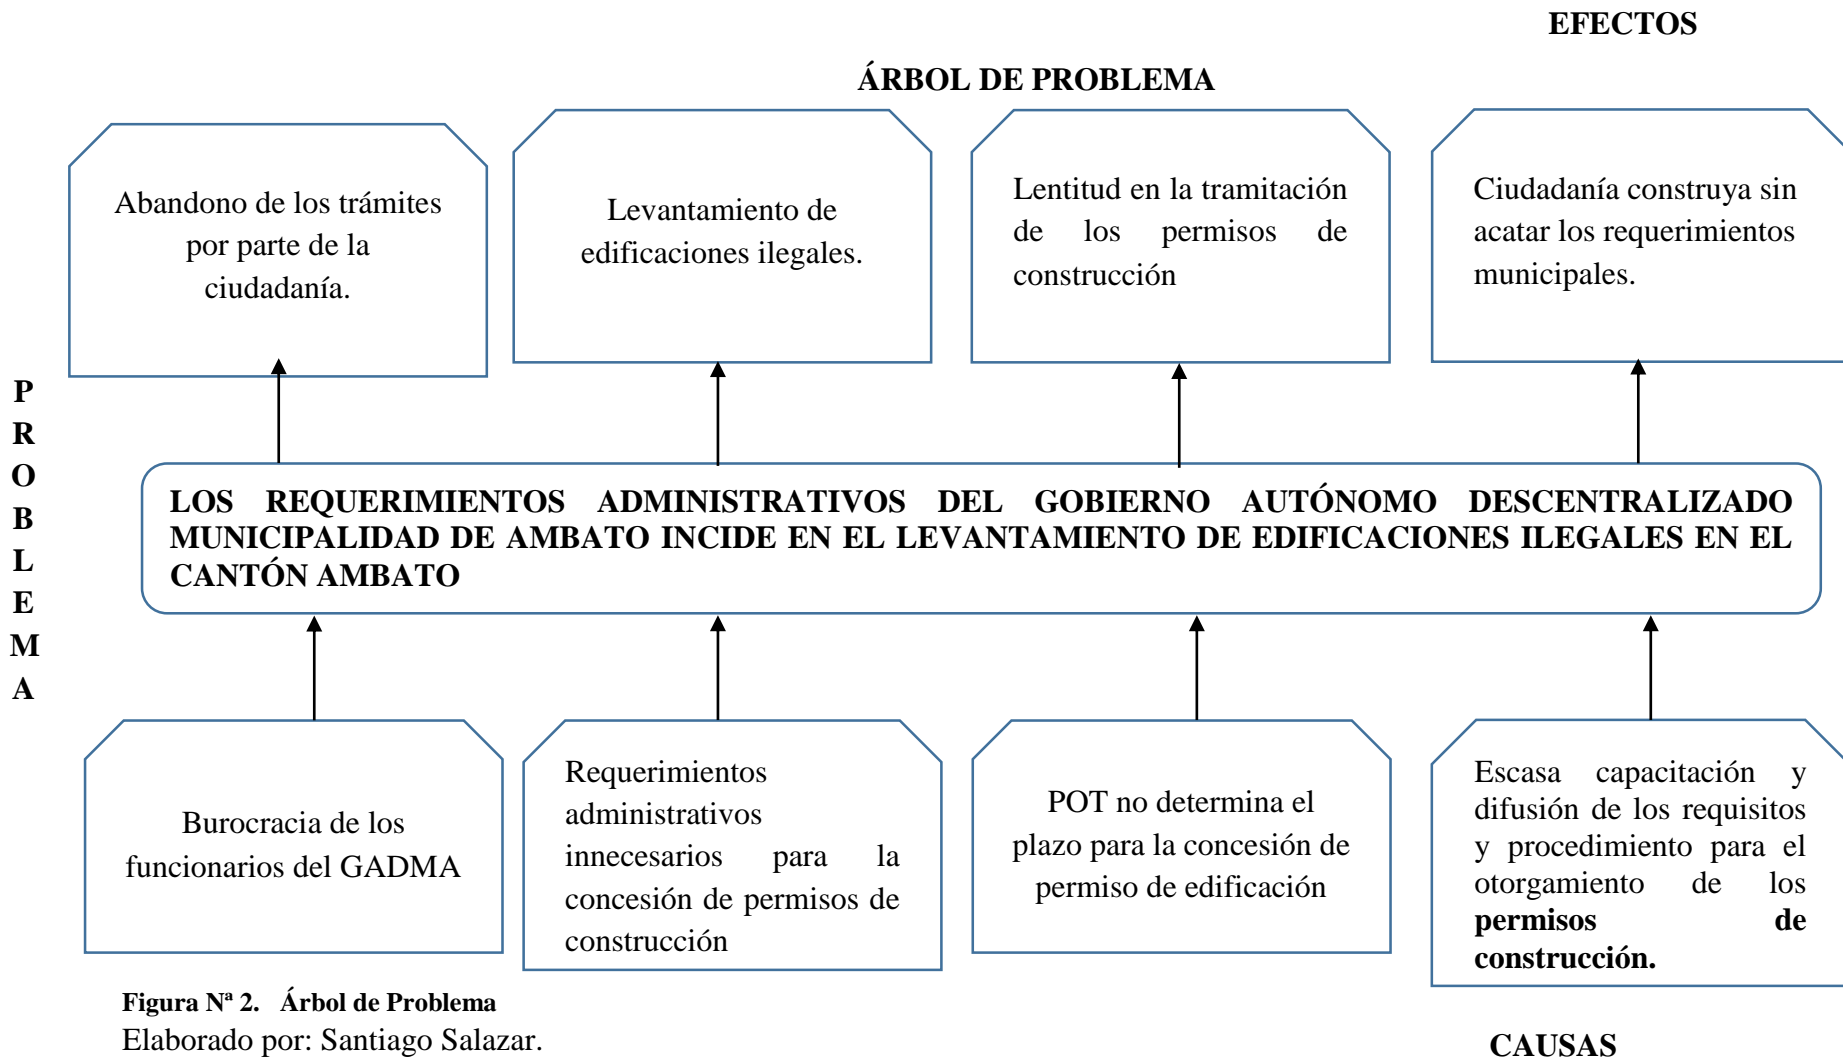 EFECTOS
ÁRBOL DE PROBLEMA
Abandono de los trámites
por parte de la
ciudadanía.
Levantamiento de
edificaciones ilegales.
Lentitud en la tramitación
de los permisos de
construcción
Ciudadanía construya sin
acatar los requerimientos
municipales.
P
R
O
B
L
E
M
A
LOS REQUERIMIENTOS ADMINISTRATIVOS DEL GOBIERNO AUTÓNOMO DESCENTRALIZADO
MUNICIPALIDAD DE AMBATO INCIDE EN EL LEVANTAMIENTO DE EDIFICACIONES ILEGALES EN EL
CANTÓN AMBATO
Burocracia de los
funcionarios del GADMA
Requerimientos
administrativos
innecesarios para la
concesión de permisos de
construcción
POT no determina el
plazo para la concesión de
permiso de edificación
Escasa capacitación y
difusión de los requisitos
y procedimiento para el
otorgamiento de los
permisos de
construcción.
Figura Nª 2. Árbol de Problema
Elaborado por: Santiago Salazar.
CAUSAS